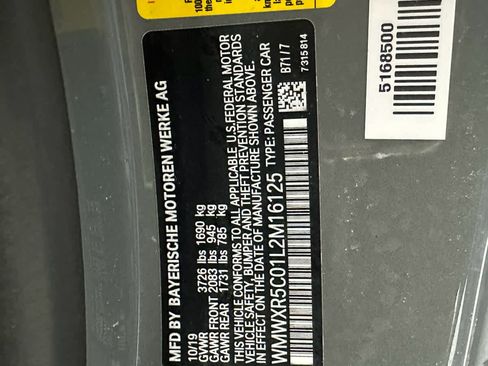 MFD BY BAYERISCHE MOTOREN WERKE AG
10/19
GVWR 3726 lbs 1690 kg
GAWR FRONT 2083 lbs 945 kg
GAWR REAR 1731 lbs 785 kg
THIS VEHICLE CONFORMS TO ALL APPLICABLE U.S.FEDERAL MOTOR
VEHICLE SAFETY, BUMPER AND THEFT PREVENTION STANDARDS
IN EFFECT ON THE DATE OF MANUFACTURE SHOWN ABOVE.
WMWXR5C01L2M16125 TYPE: PASSENGER CAR
B71/7
7315814
5168500